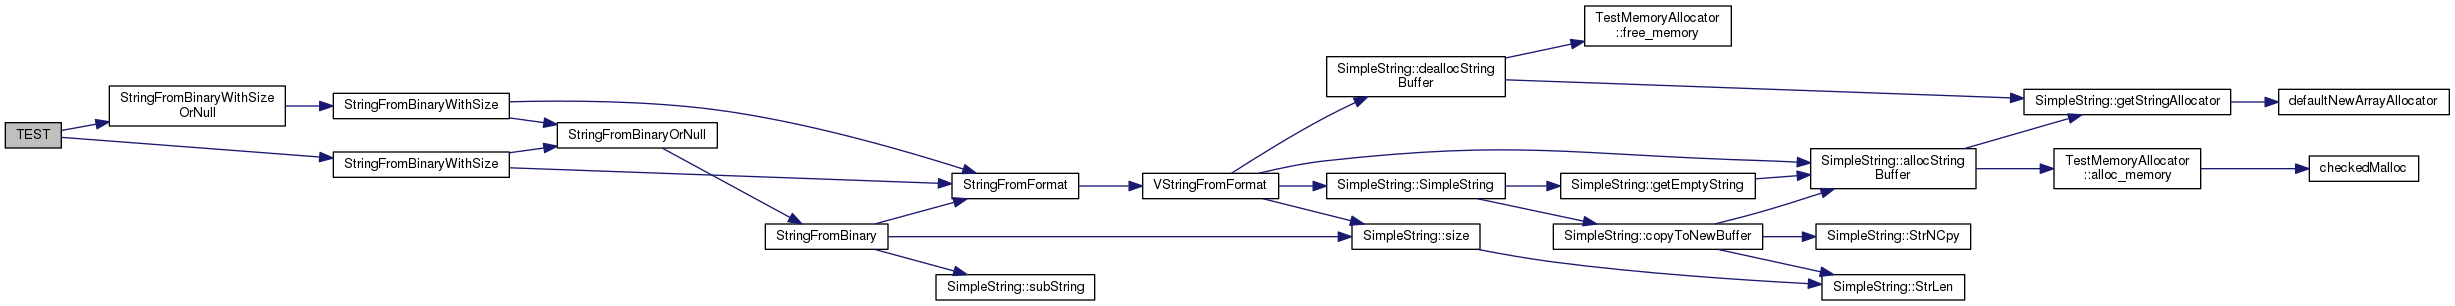 TEST
StringFromBinaryWithSize
OrNull
StringFromBinaryWithSize
StringFromBinaryWithSize
StringFromBinaryOrNull
StringFromBinary
StringFromFormat
SimpleString::subString
VStringFromFormat
SimpleString::deallocString
Buffer
SimpleString::SimpleString
SimpleString::size
TestMemoryAllocator
::free_memory
SimpleString::getEmptyString
SimpleString::copyToNewBuffer
SimpleString::allocString
Buffer
SimpleString::StrNCpy
SimpleString::StrLen
SimpleString::getStringAllocator
TestMemoryAllocator
::alloc_memory
defaultNewArrayAllocator
checkedMalloc